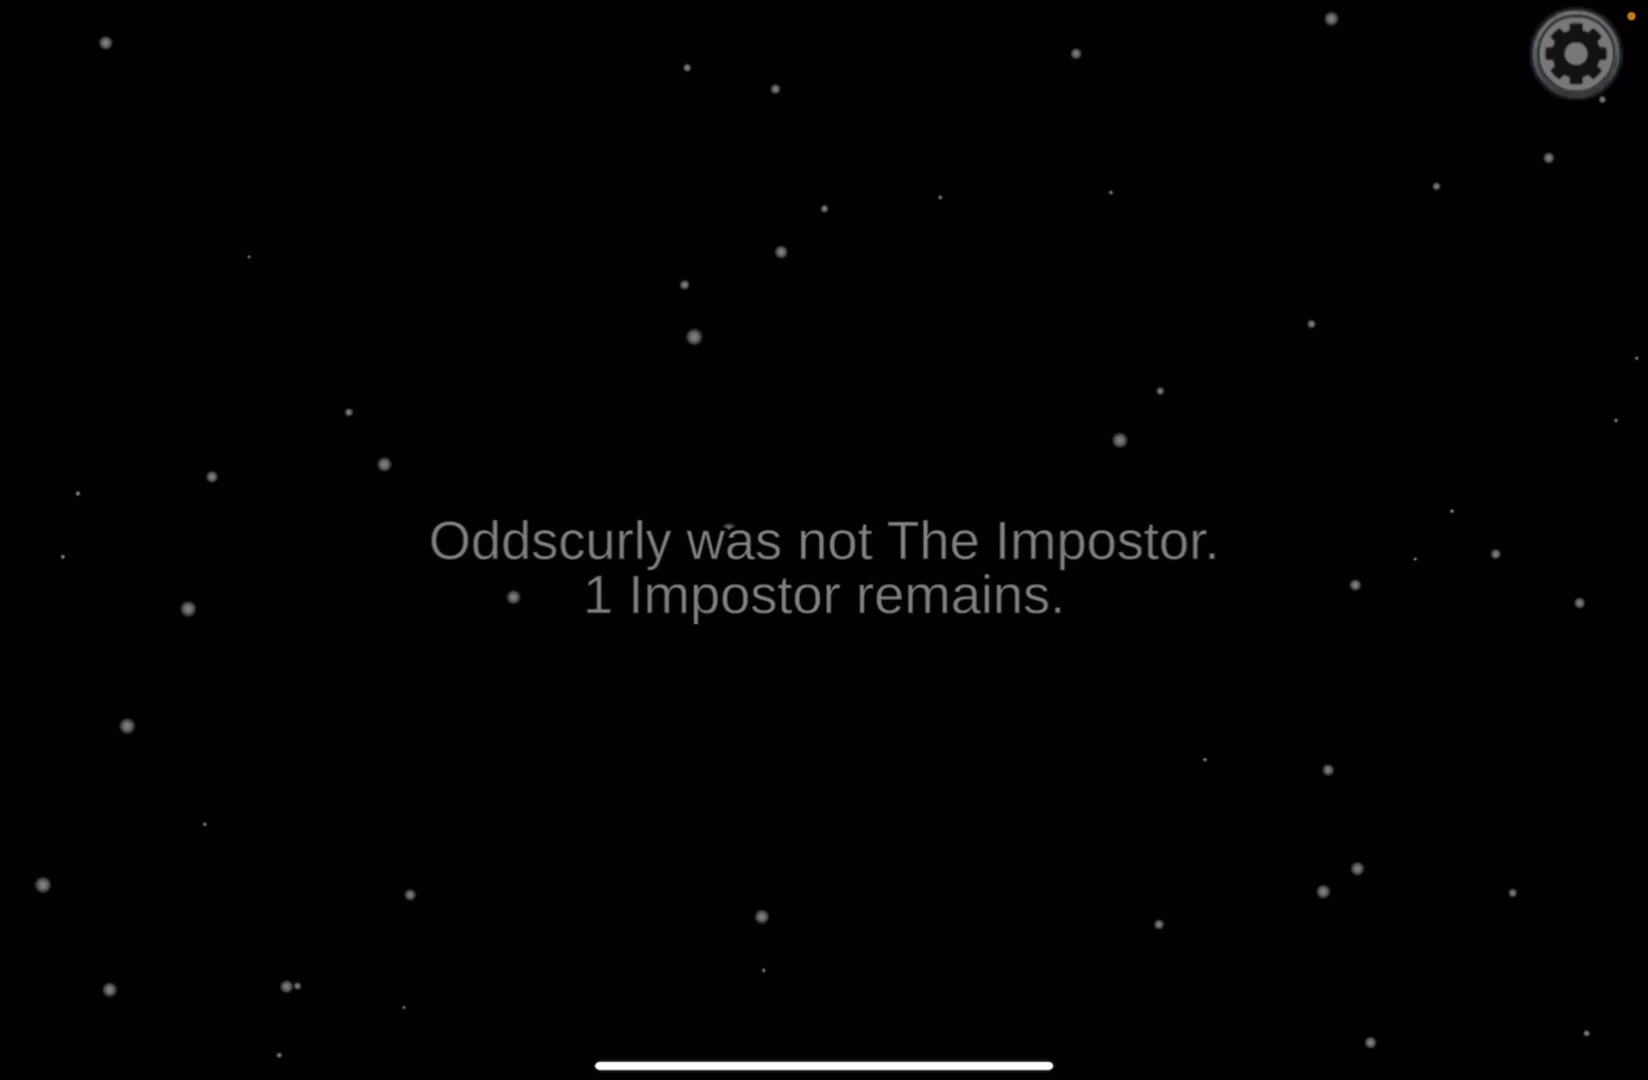 Oddscurly was not The Impostor.
1 Impostor remains.